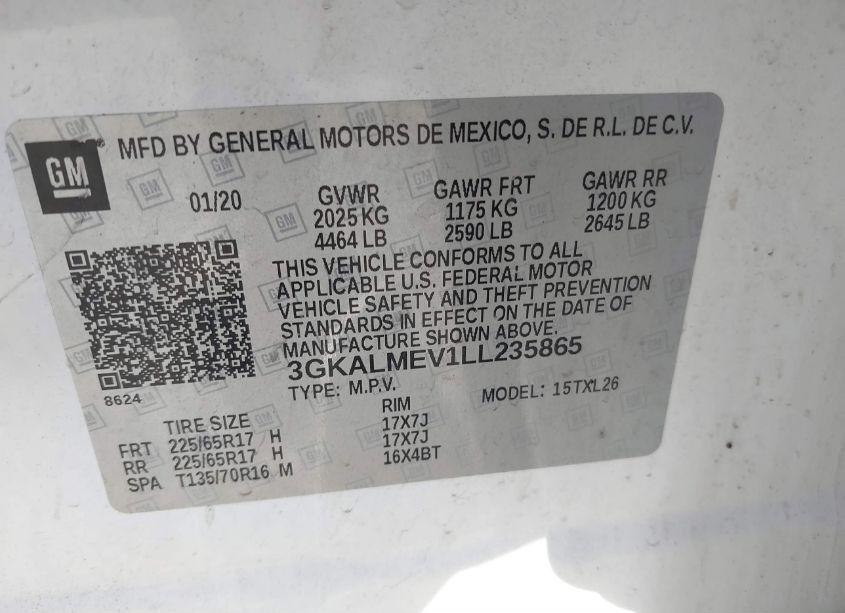 GM
MFD BY GENERAL MOTORS DE MEXICO, S. DE R.L. DE C.V.
01/20 GVWR GAWR FRT GAWR RR
2025 KG 1175 KG 1200 KG
4464 LB 2590 LB 2645 LB
THIS VEHICLE CONFORMS TO ALL
APPLICABLE U.S. FEDERAL MOTOR
VEHICLE SAFETY AND THEFT PREVENTION
STANDARDS IN EFFECT ON THE DATE OF
MANUFACTURE SHOWN ABOVE.
3GKALMEV1LL235865
8624
TYPE: M.P.V. MODEL: 15TXL26
TIRE SIZE RIM
FRT 225/65R17 H 17X7J
RR 225/65R17 H 17X7J
SPA T135/70R16 M 16X4BT